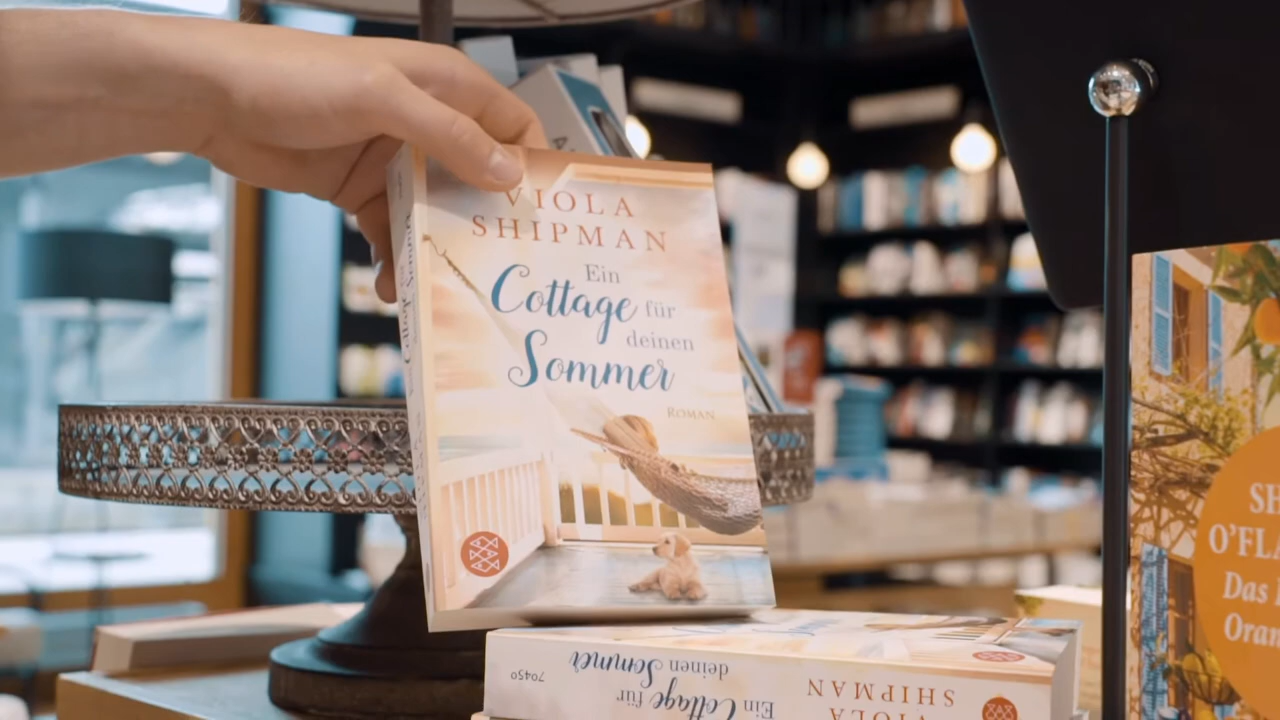 VIOLA
SHIPMAN
Ein
Cottage für
deinen
Sommer
ROMAN
Ein Cottage für
deinen Sommer
VIOLA
SHIPMAN
70450
SH
O'FLA
Das
Oran